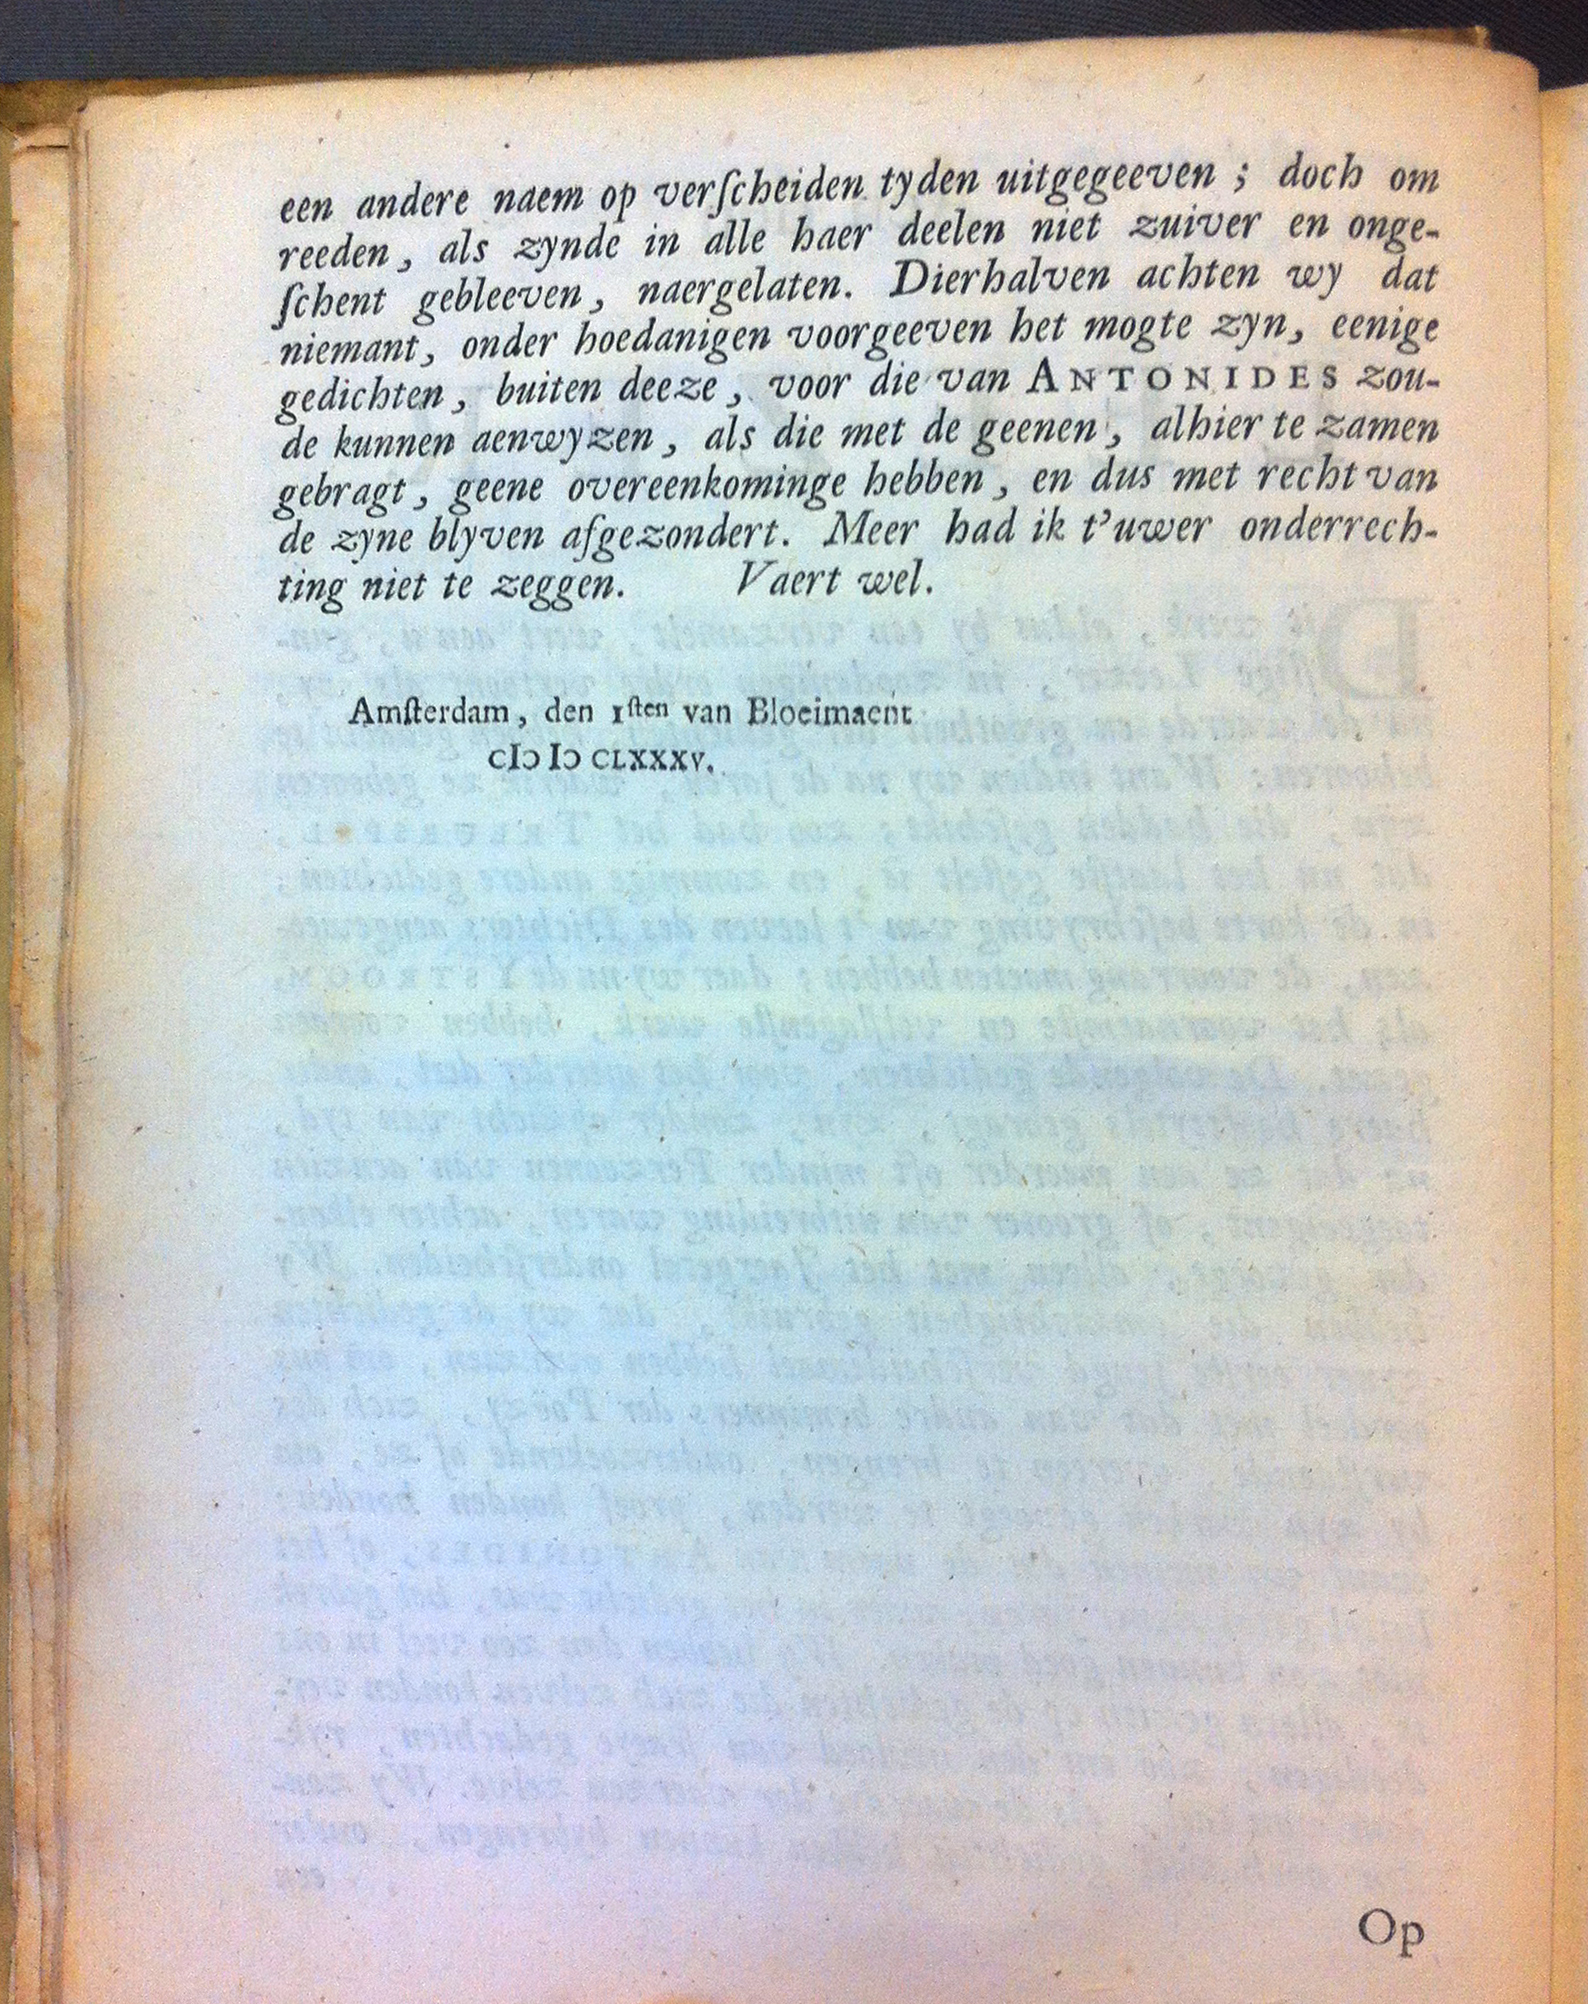 een andere naem op verſcheiden tyden uitgegeeven ; doch om
reeden, als zynde in alle haer deelen niet zuiver en onge-
ſchent gebleeven, naergelaten. Dierhalven achten wy dat
niemant, onder hoedanigen voorgeeven het mogte zyn, eenige
gedichten, buiten deeze, voor die van ANTONIDES zou-
de kunnen aenwyzen, als die met de geenen, alhier te zamen
gebragt, geene overeenkominge hebben, en dus met recht van
de zyne blyven afgezondert. Meer had ik t'uwer onderrech-
ting niet te zeggen. Vaert wel.
Amſterdam, den 1ſten van Bloeimaent
CIƆ IƆ CLXXXV.
Op